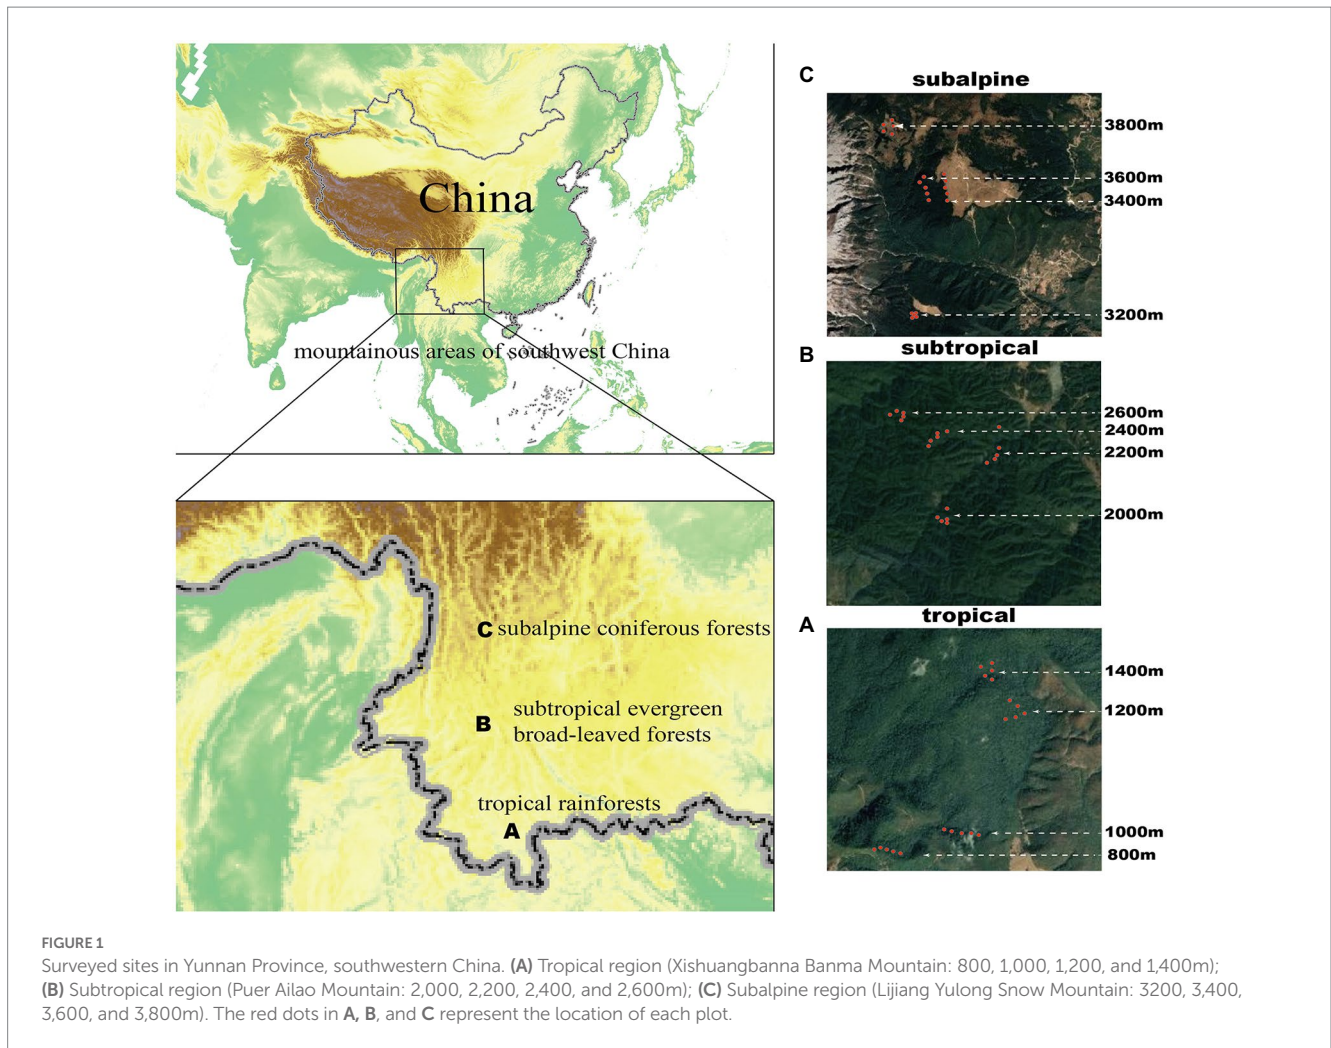 China
mountainous areas of southwest China
C subalpine coniferous forests
B subtropical evergreen
broad-leaved forests
tropical rainforests
A
C
subalpine
3800m
3600m
3400m
3200m
B
subtropical
2600m
2400m
2200m
2000m
A
tropical
1400m
1200m
1000m
800m
FIGURE 1
Surveyed sites in Yunnan Province, southwestern China. (A) Tropical region (Xishuangbanna Banma Mountain: 800, 1,000, 1,200, and 1,400m);
(B) Subtropical region (Puer Ailao Mountain: 2,000, 2,200, 2,400, and 2,600m); (C) Subalpine region (Lijiang Yulong Snow Mountain: 3200, 3,400,
3,600, and 3,800m). The red dots in A, B, and C represent the location of each plot.